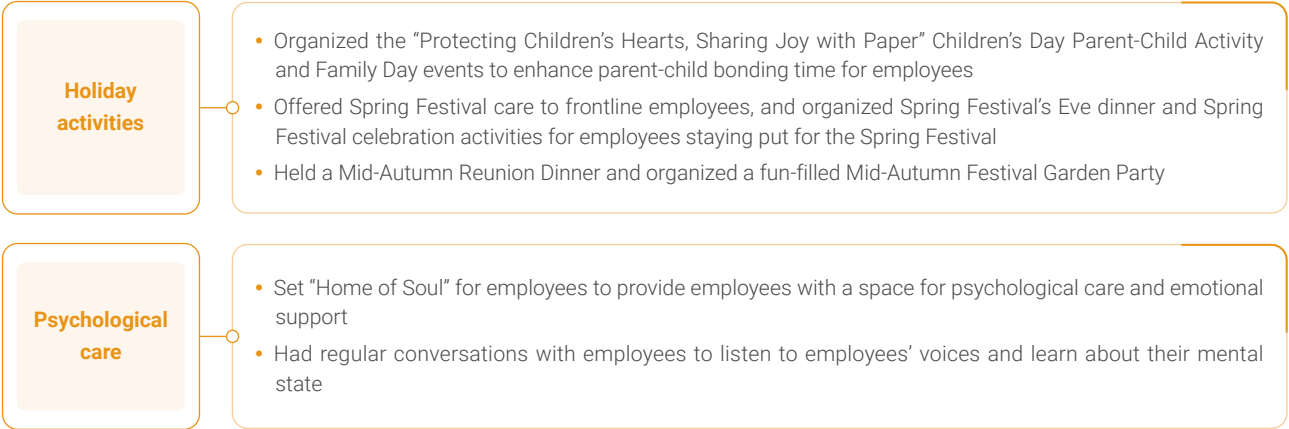 Holiday
activities
• Organized the “Protecting Children’s Hearts, Sharing Joy with Paper” Children’s Day Parent-Child Activity
and Family Day events to enhance parent-child bonding time for employees
• Offered Spring Festival care to frontline employees, and organized Spring Festival’s Eve dinner and Spring
Festival celebration activities for employees staying put for the Spring Festival
• Held a Mid-Autumn Reunion Dinner and organized a fun-filled Mid-Autumn Festival Garden Party
Psychological
care
• Set “Home of Soul” for employees to provide employees with a space for psychological care and emotional
support
• Had regular conversations with employees to listen to employees’ voices and learn about their mental
state